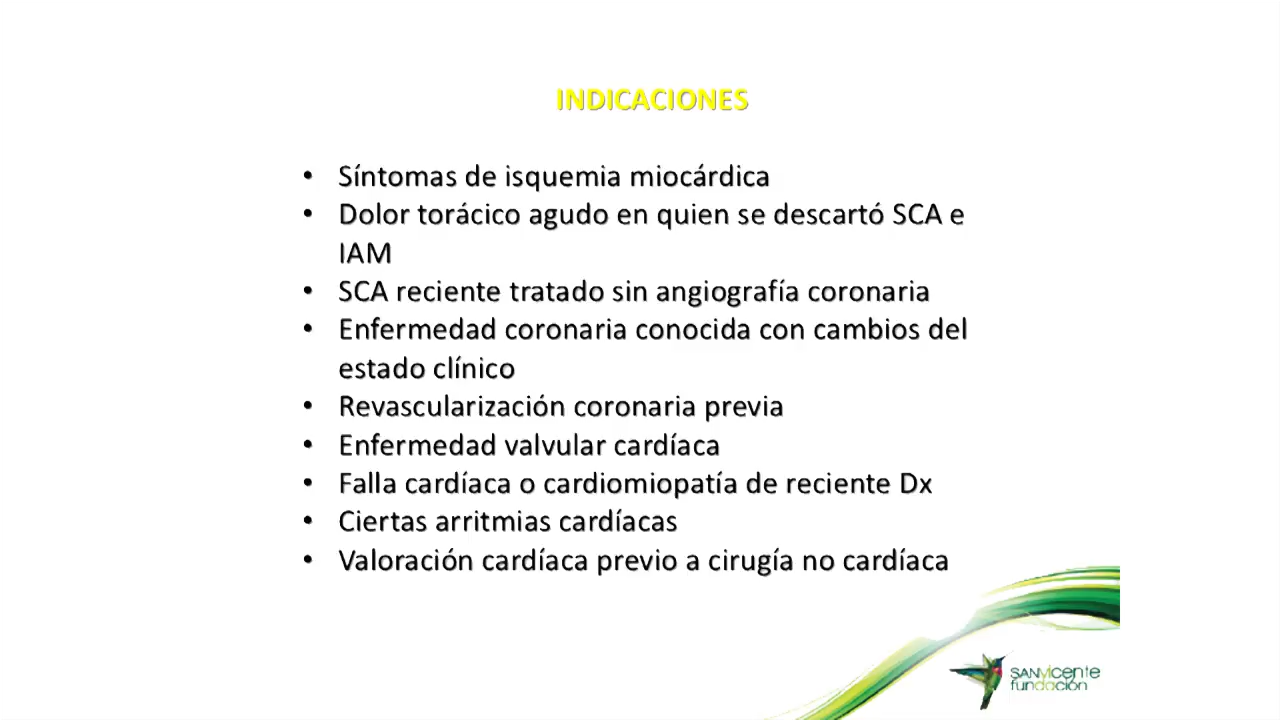 INDICACIONES
• Síntomas de isquemia miocárdica
• Dolor torácico agudo en quien se descartó SCA e
IAM
• SCA reciente tratado sin angiografía coronaria
• Enfermedad coronaria conocida con cambios del
estado clínico
• Revascularización coronaria previa
• Enfermedad valvular cardíaca
• Falla cardíaca o cardiomiopatía de reciente Dx
• Ciertas arritmias cardíacas
• Valoración cardíaca previo a cirugía no cardíaca
SANVICENTE
fUNDACIÓN